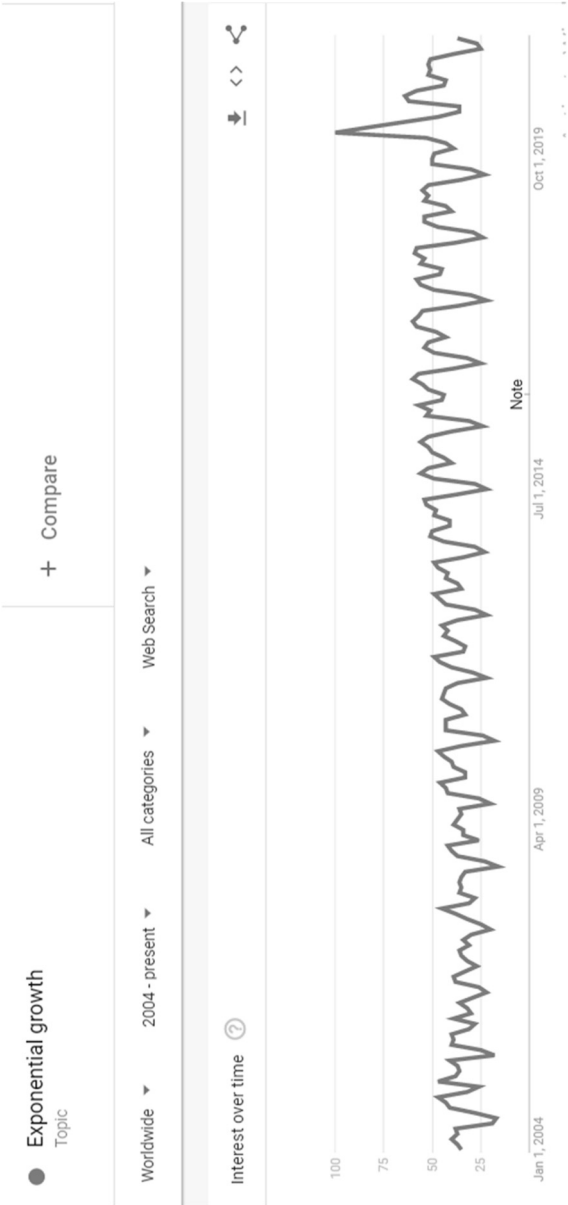 Exponential growth
Topic
+ Compare
Worldwide
2004 - present
All categories
Web Search
Interest over time
?
100
75
50
25
Note
Jan 1, 2004
Apr 1, 2009
Jul 1, 2014
Oct 1, 2019